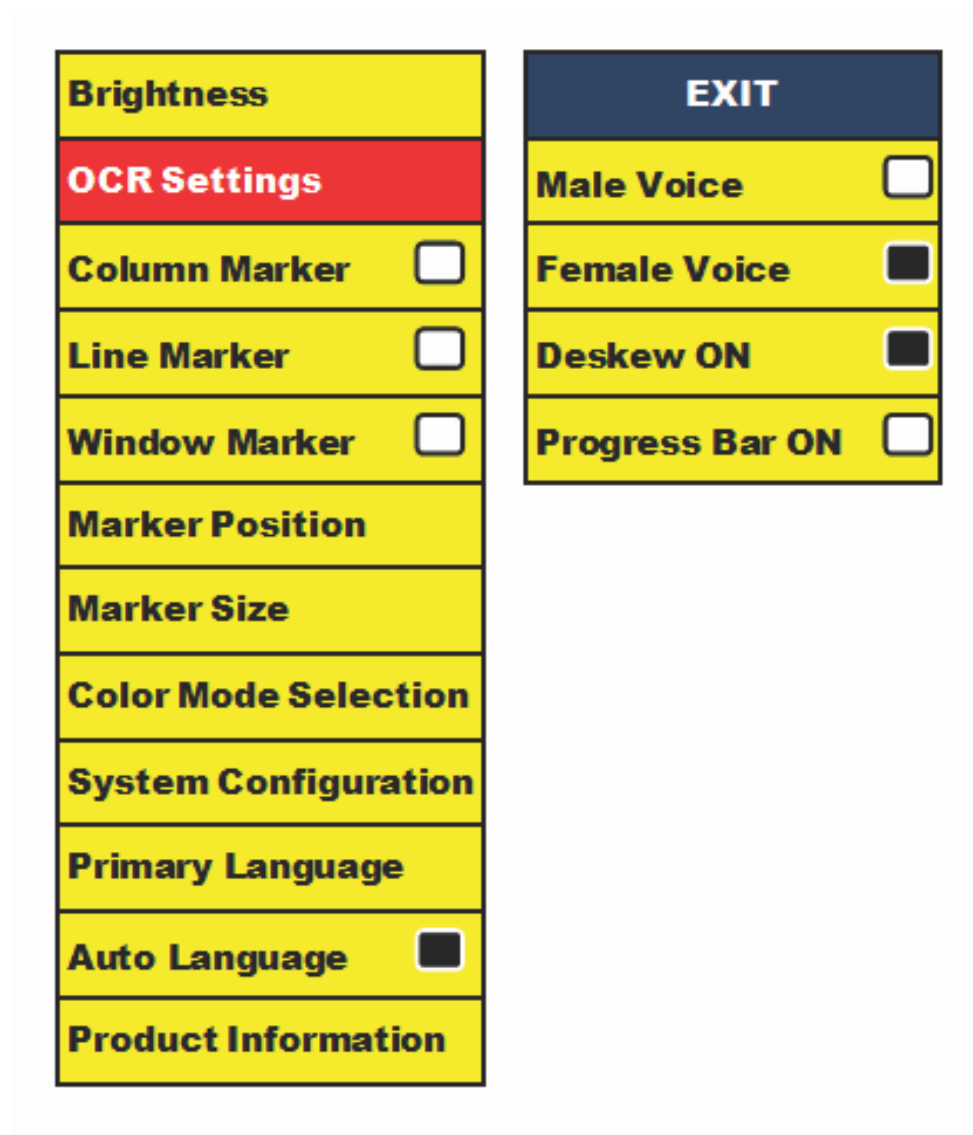 Brightness
OCR Settings
Column Marker
Line Marker
Window Marker
Marker Position
Marker Size
Color Mode Selection
System Configuration
Primary Language
Auto Language
Product Information
EXIT
Male Voice
Female Voice
Deskew ON
Progress Bar ON